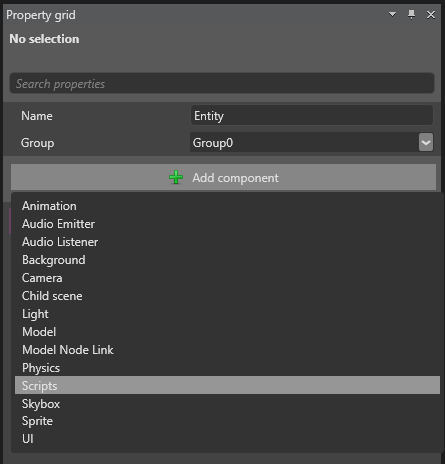 Property grid
No selection
Search properties
Name Entity
Group Group0
Add component
Animation
Audio Emitter
Audio Listener
Background
Camera
Child scene
Light
Model
Model Node Link
Physics
Scripts
Skybox
Sprite
UI